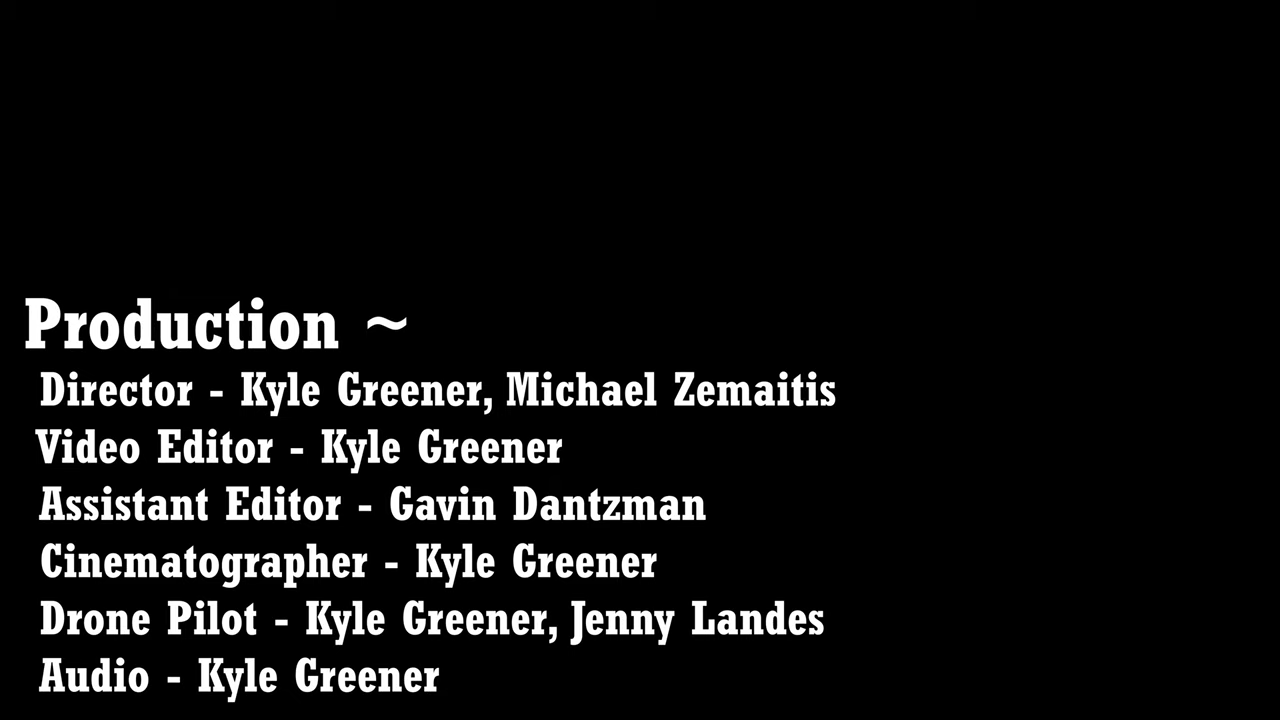 Production ~
Director - Kyle Greener, Michael Zemaitis
Video Editor - Kyle Greener
Assistant Editor - Gavin Dantzman
Cinematographer - Kyle Greener
Drone Pilot - Kyle Greener, Jenny Landes
Audio - Kyle Greener